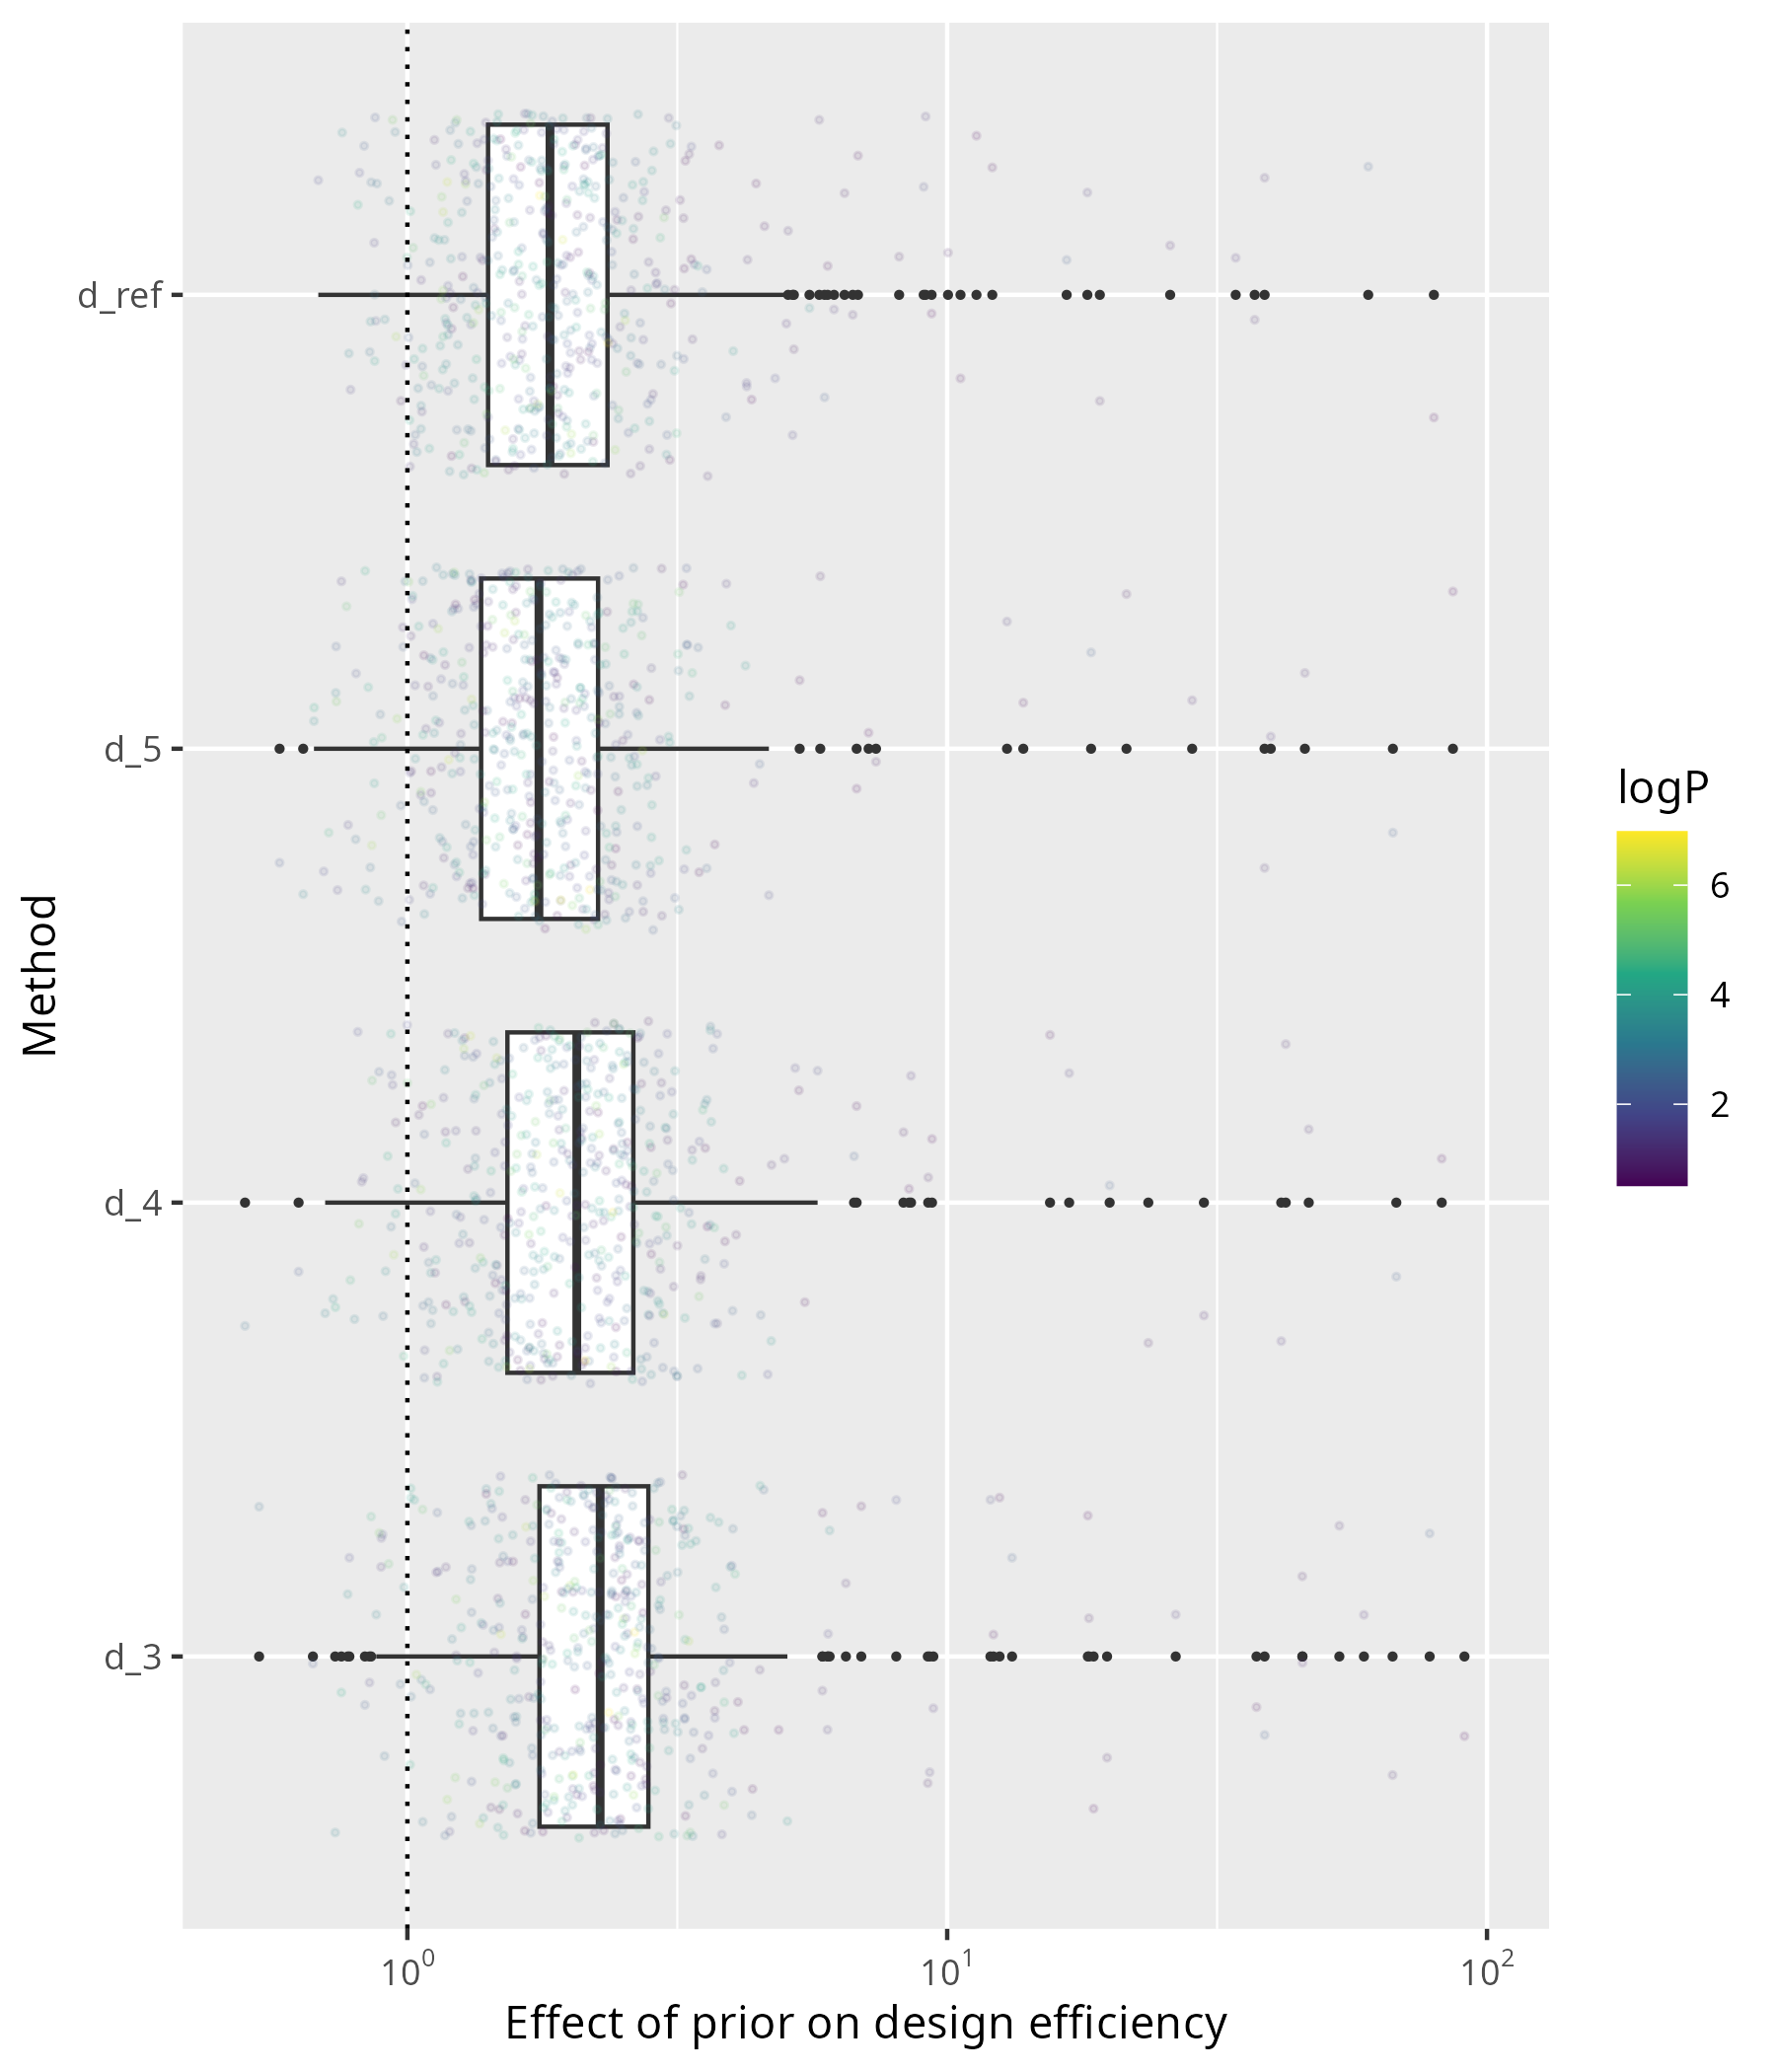 d_ref
d_5
d_4
d_3
Method
10⁰ 10¹ 10²
Effect of prior on design efficiency
logP
6
4
2